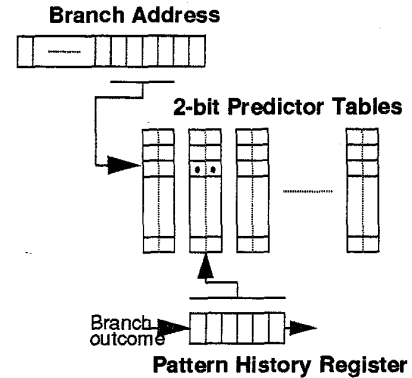 Branch Address
2-bit Predictor Tables
Branch
outcome
Pattern History Register